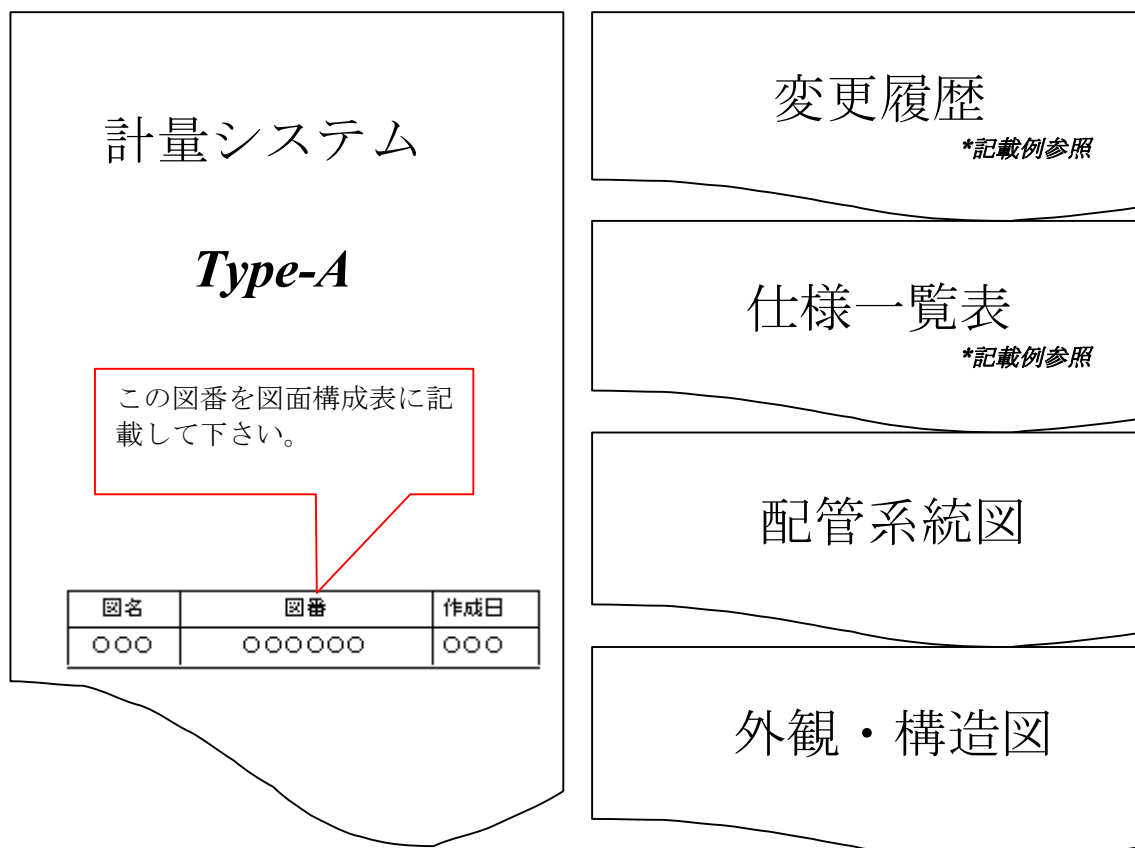 計量システム
Type-A
この図番を図面構成表に記
載して下さい。
図名 図番 作成日
○○○ ○○○○○○ ○○○
変更履歴
*記載例参照
仕様一覧表
*記載例参照
配管系統図
外観・構造図